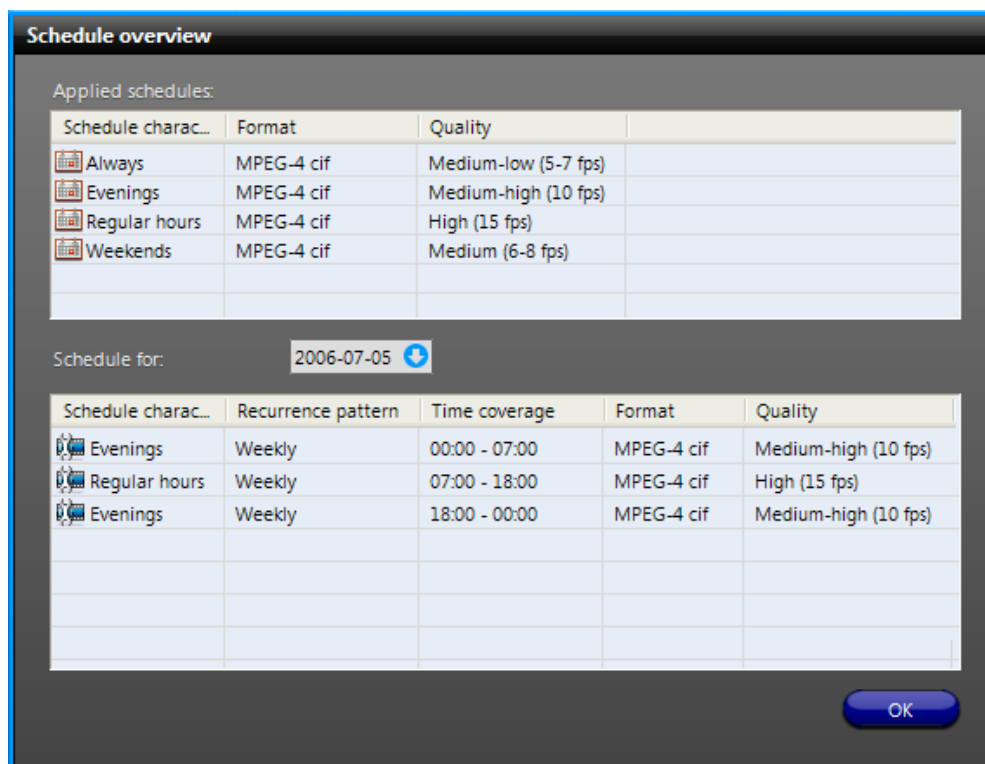 Schedule overview
Applied schedules:
Schedule charac... Format Quality
Always MPEG-4 cif Medium-low (5-7 fps)
Evenings MPEG-4 cif Medium-high (10 fps)
Regular hours MPEG-4 cif High (15 fps)
Weekends MPEG-4 cif Medium (6-8 fps)
Schedule for: 2006-07-05
Schedule charac... Recurrence pattern Time coverage Format Quality
Evenings Weekly 00:00 - 07:00 MPEG-4 cif Medium-high (10 fps)
Regular hours Weekly 07:00 - 18:00 MPEG-4 cif High (15 fps)
Evenings Weekly 18:00 - 00:00 MPEG-4 cif Medium-high (10 fps)
OK